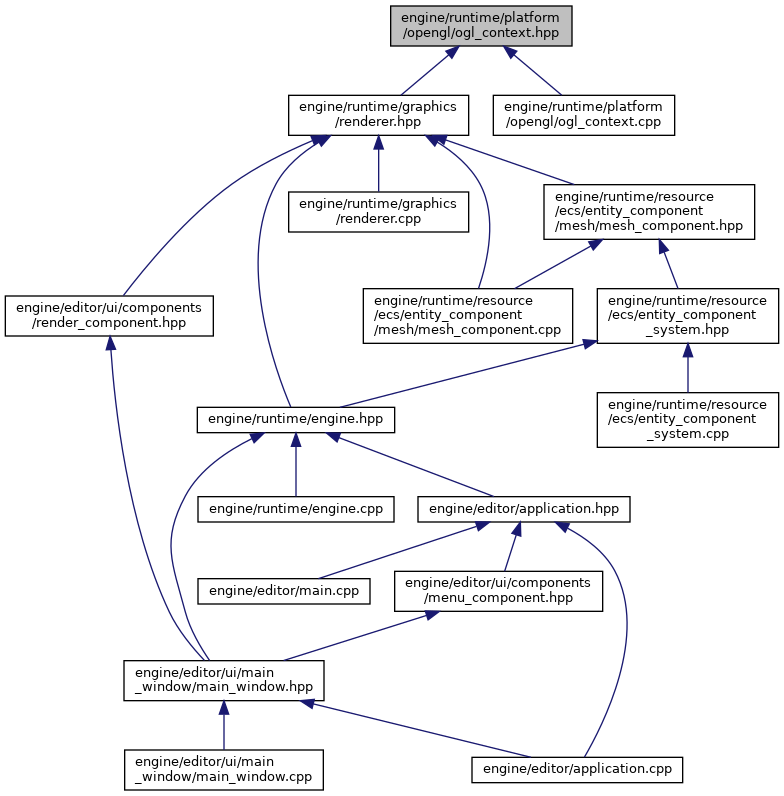 engine/runtime/platform
/opengl/ogl_context.hpp
engine/runtime/graphics
/renderer.hpp
engine/runtime/platform
/opengl/ogl_context.cpp
engine/runtime/graphics
/renderer.cpp
engine/runtime/resource
/ecs/entity_component
/mesh/mesh_component.hpp
engine/editor/ui/components
/render_component.hpp
engine/runtime/resource
/ecs/entity_component
/mesh/mesh_component.cpp
engine/runtime/resource
/ecs/entity_component
_system.hpp
engine/runtime/engine.hpp
engine/runtime/resource
/ecs/entity_component
_system.cpp
engine/runtime/engine.cpp
engine/editor/application.hpp
engine/editor/main.cpp
engine/editor/ui/components
/menu_component.hpp
engine/editor/ui/main
_window/main_window.hpp
engine/editor/ui/main
_window/main_window.cpp
engine/editor/application.cpp